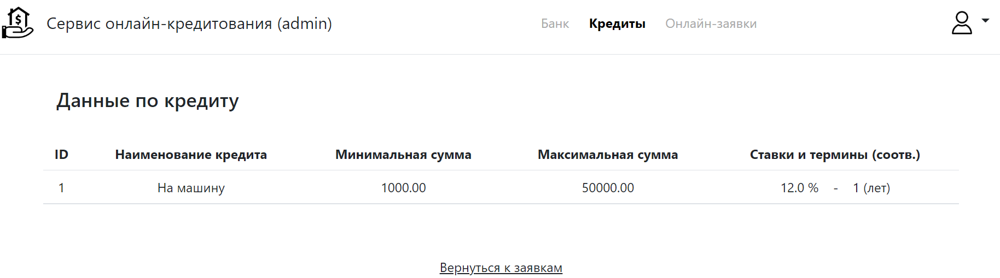 Сервис онлайн-кредитования (admin) Банк Кредиты Онлайн-заявки
Данные по кредиту
ID Наименование кредита Минимальная сумма Максимальная сумма Ставки и термины (соотв.)
1 На машину 1000.00 50000.00 12.0 % - 1 (лет)
Вернуться к заявкам